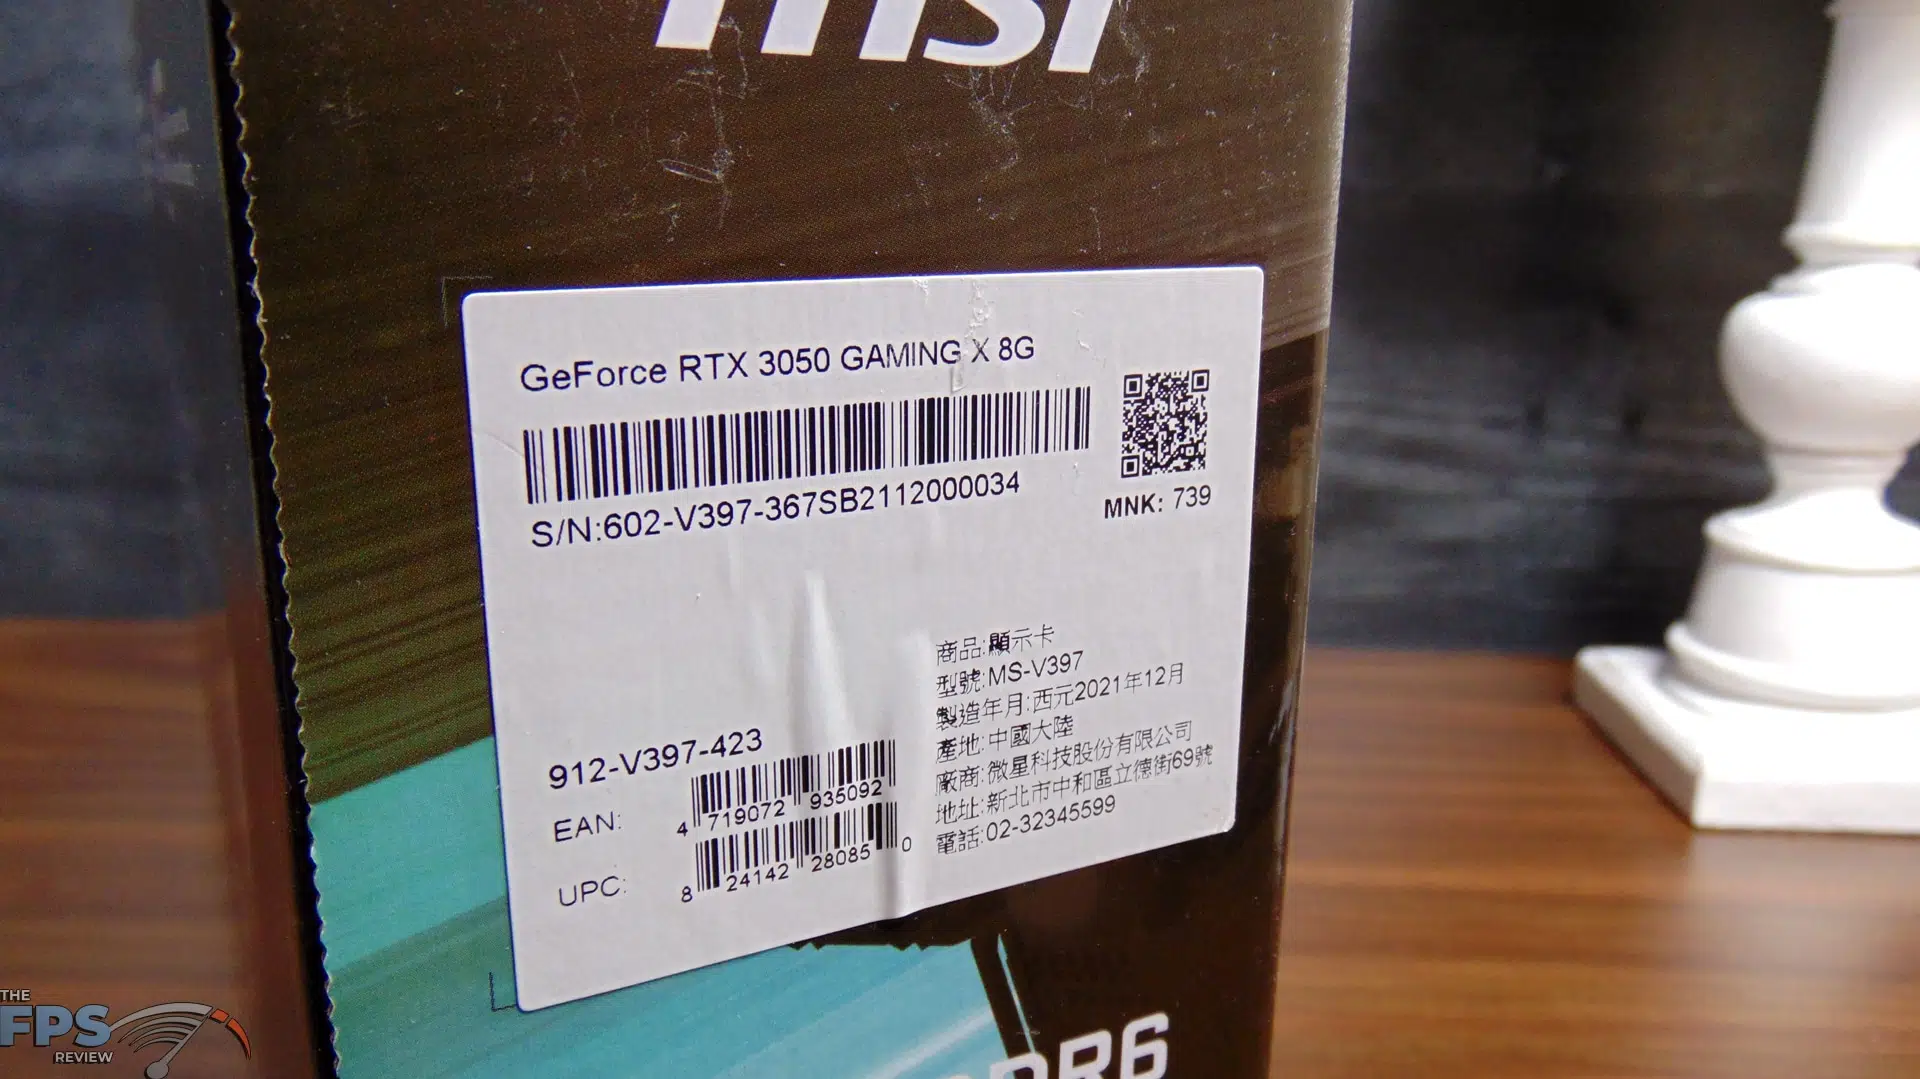 msi
GeForce RTX 3050 GAMING X 8G
S/N:602-V397-367SB2112000034
MNK: 739
商品:顯示卡
型號:MS-V397
製造年月:西元2021年12月
產地:中國大陸
廠商:微星科技股份有限公司
地址:新北市中和區立德街69號
電話:02-32345599
912-V397-423
EAN:
4 719072 935092
UPC:
8 24142 28085 0
THE
FPS
REVIEW